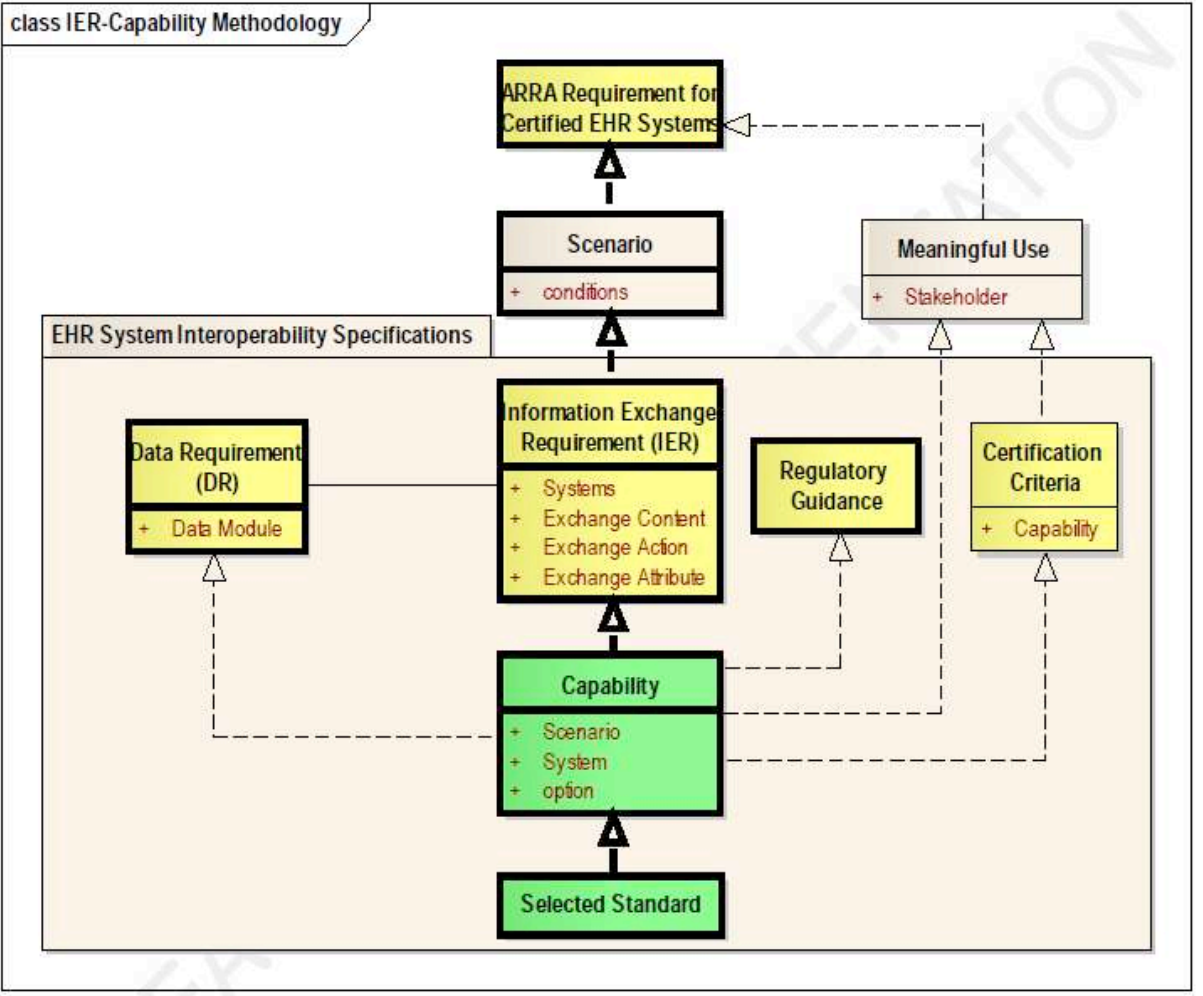 class IER-Capability Methodology
ARRA Requirement for
Certified EHR Systems
Scenario
+ conditions
Meaningful Use
+ Stakeholder
EHR System Interoperability Specifications
Information Exchange
Requirement (IER)
+ Systems
+ Exchange Content
+ Exchange Action
+ Exchange Attribute
Data Requirement
(DR)
+ Data Module
Regulatory
Guidance
Certification
Criteria
+ Capability
Capability
+ Scenario
+ System
+ option
Selected Standard